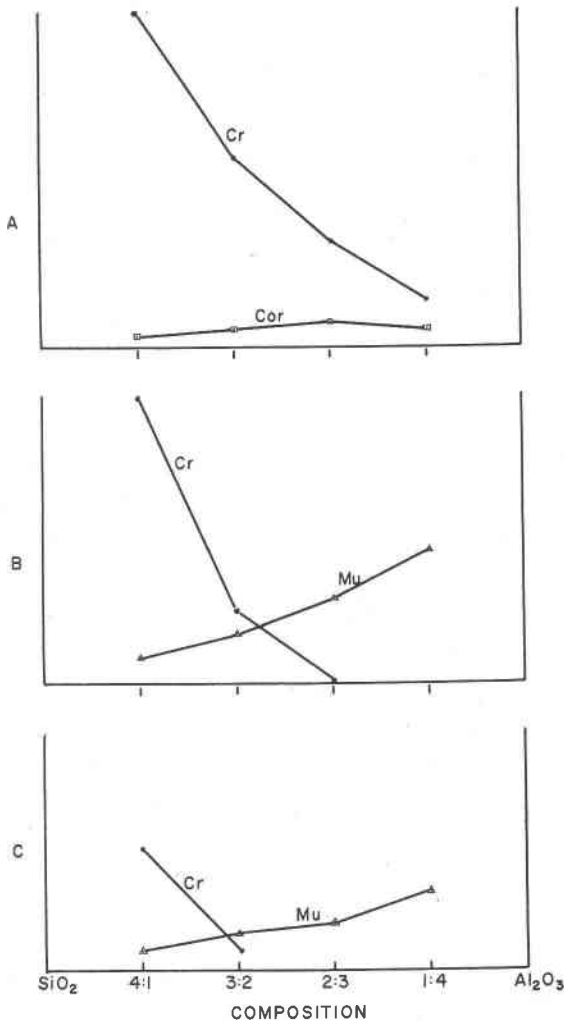 Cr
A
Cor
Cr
B
Mu
C
Cr
Mu
SiO₂ 4:1 3:2 2:3 1:4 Al₂O₃
COMPOSITION